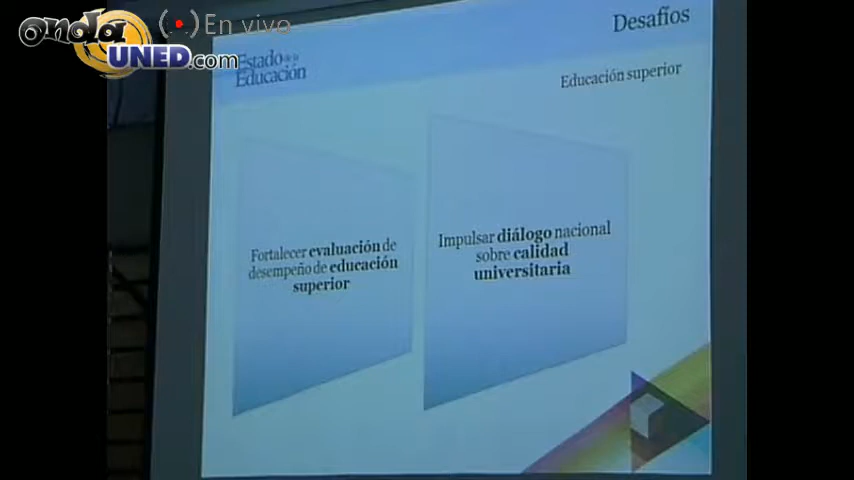 onda
UNED.com
En vivo
Estado de la
Educación
Desafíos
Educación superior
Fortalecer evaluación de
desempeño de educación
superior
Impulsar diálogo nacional
sobre calidad
universitaria